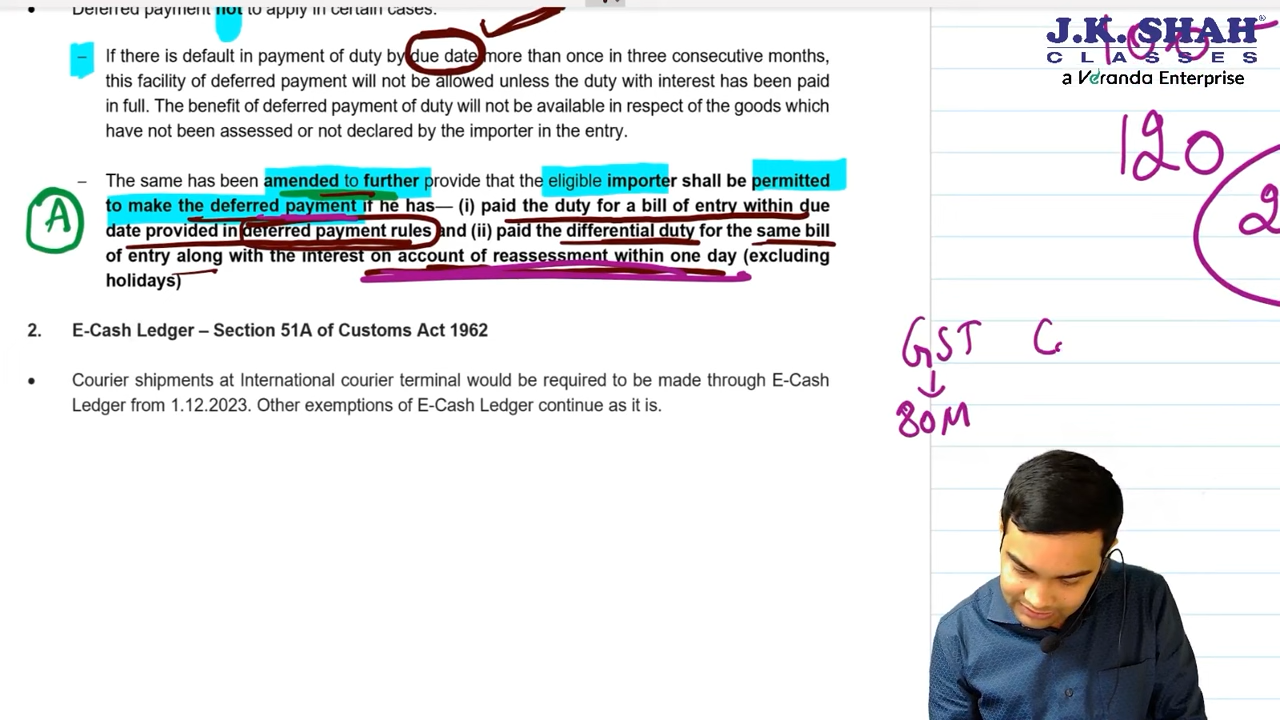 Deferred payment not to apply in certain cases.
– If there is default in payment of duty by due date more than once in three consecutive months,
this facility of deferred payment will not be allowed unless the duty with interest has been paid
in full. The benefit of deferred payment of duty will not be available in respect of the goods which
have not been assessed or not declared by the importer in the entry.
A
– The same has been amended to further provide that the eligible importer shall be permitted
to make the deferred payment if he has— (i) paid the duty for a bill of entry within due
date provided in deferred payment rules and (ii) paid the differential duty for the same bill
of entry along with the interest on account of reassessment within one day (excluding
holidays)
2. E-Cash Ledger – Section 51A of Customs Act 1962
• Courier shipments at International courier terminal would be required to be made through E-Cash
Ledger from 1.12.2023. Other exemptions of E-Cash Ledger continue as it is.
J.K. SHAH
CLASSES
a Veranda Enterprise
100
120
2
GST C
80M